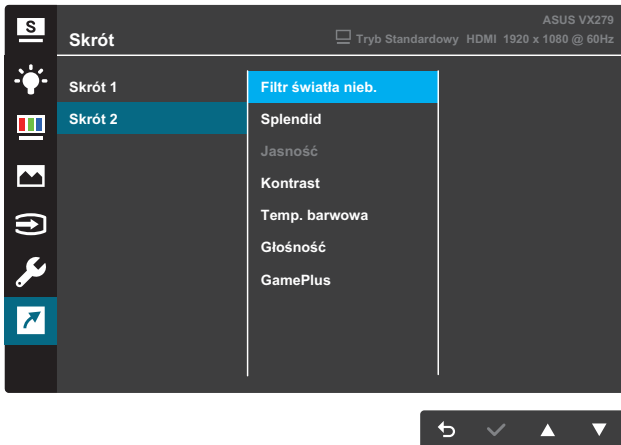 S
ASUS VX279
Skrót
Tryb Standardowy HDMI 1920 x 1080 @ 60Hz
Skrót 1
Skrót 2
Filtr światła nieb.
Splendid
Jasność
Kontrast
Temp. barwowa
Głośność
GamePlus